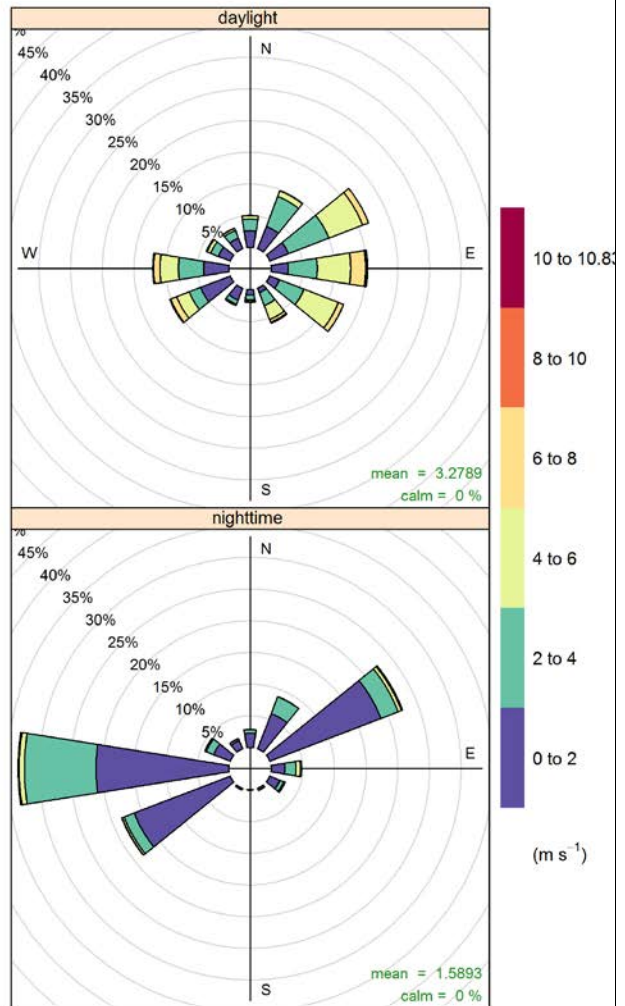 daylight
%
45%
40%
35%
30%
25%
20%
15%
10%
5%
N
W
E
S
mean = 3.2789
calm = 0 %
nighttime
%
45%
40%
35%
30%
25%
20%
15%
10%
5%
N
E
S
mean = 1.5893
calm = 0 %
10 to 10.83
8 to 10
6 to 8
4 to 6
2 to 4
0 to 2
(m s⁻¹)